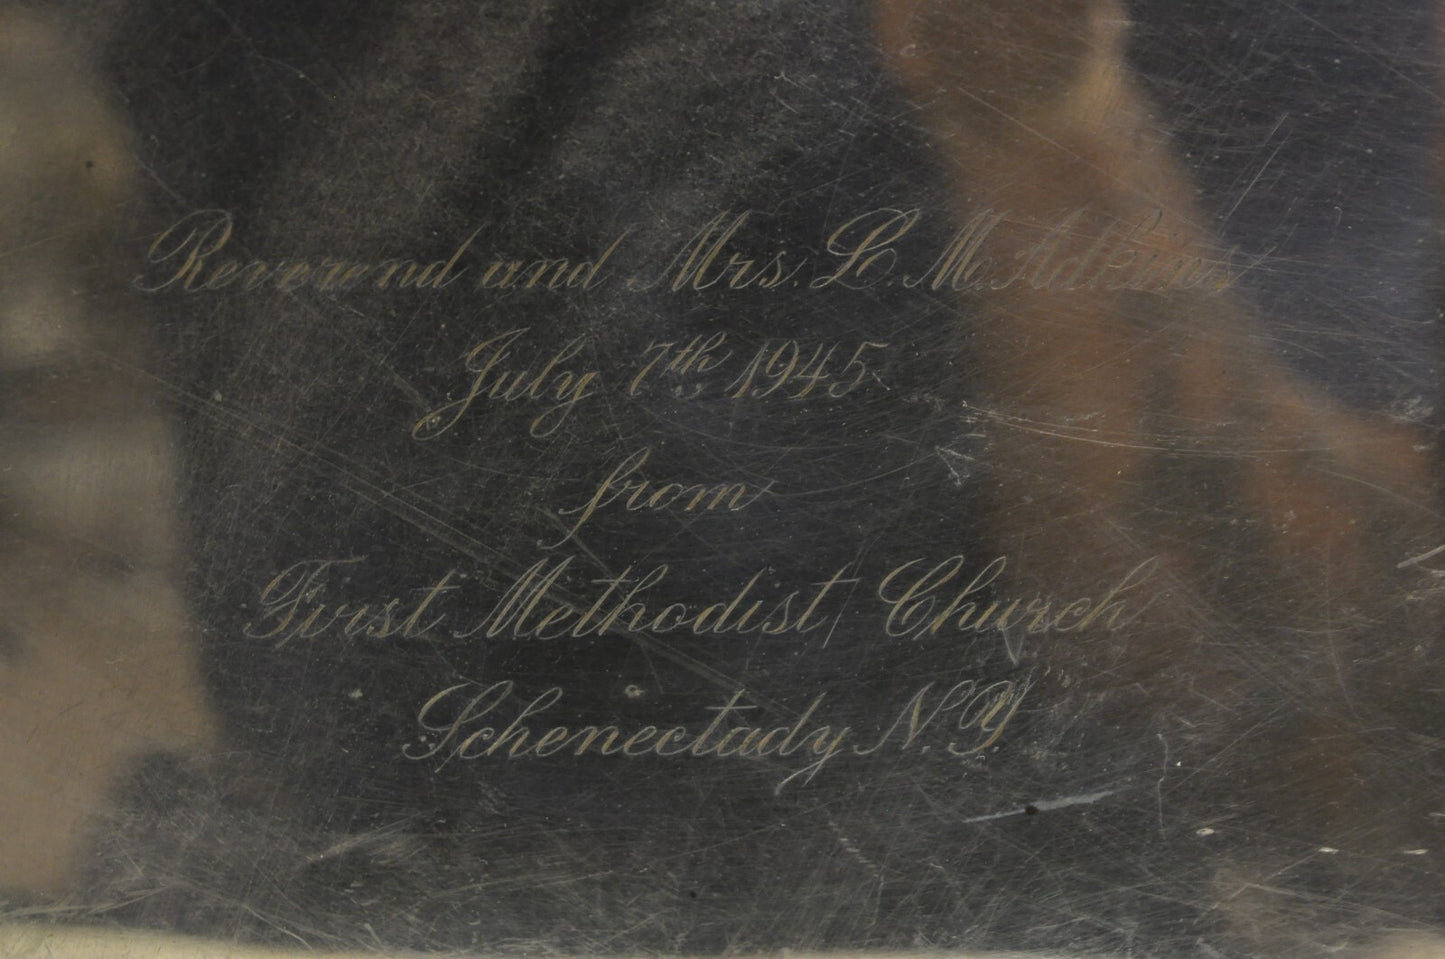 Reverend and Mrs. L. M. Adkins
July 7th 1945
from
First Methodist Church
Schenectady N.Y.